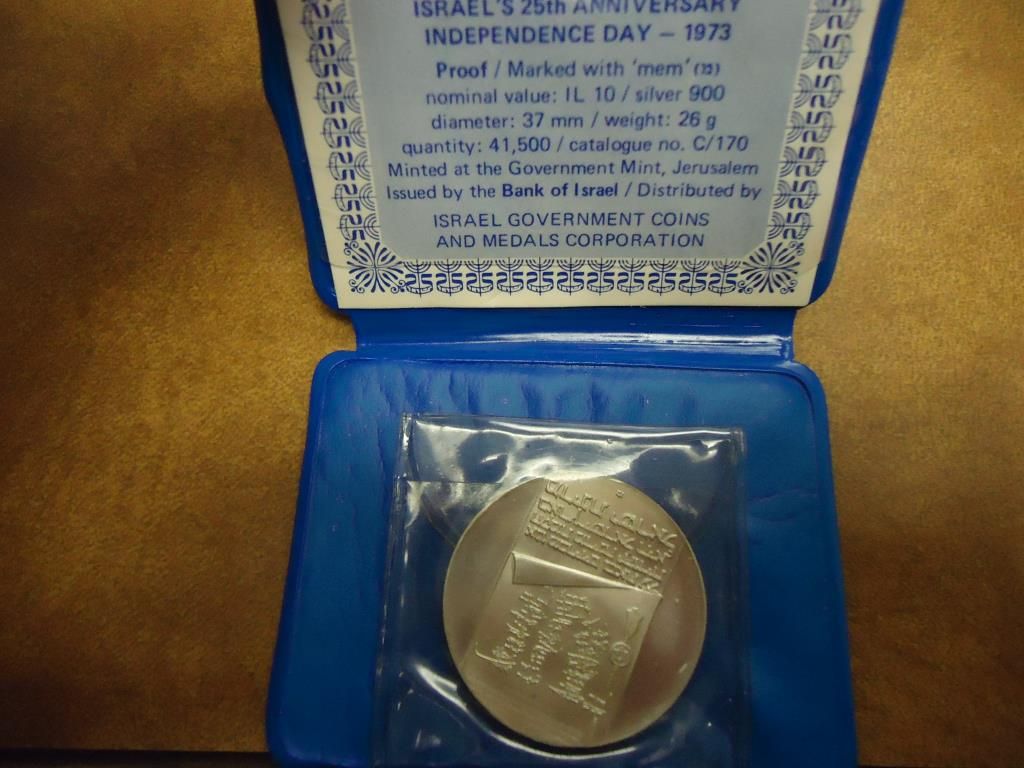 ISRAEL'S 25th ANNIVERSARY
INDEPENDENCE DAY – 1973
Proof / Marked with 'mem' (מ)
nominal value: IL 10 / silver 900
diameter: 37 mm / weight: 26 g
quantity: 41,500 / catalogue no. C/170
Minted at the Government Mint, Jerusalem
Issued by the Bank of Israel / Distributed by
ISRAEL GOVERNMENT COINS
AND MEDALS CORPORATION